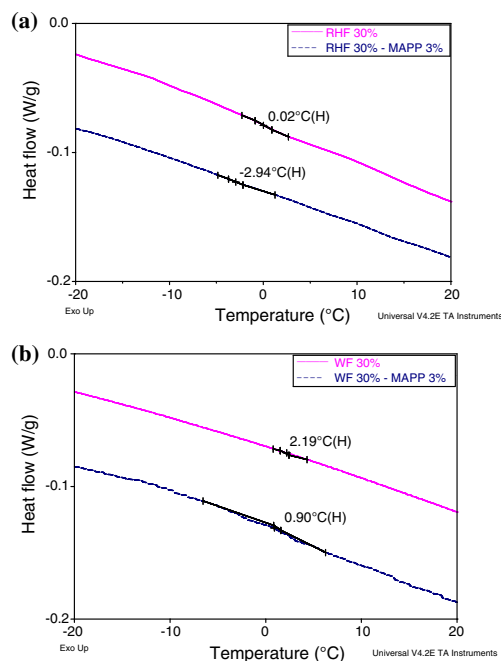 (a)
0.0
RHF 30%
RHF 30% - MAPP 3%
0.02°C(H)
-0.1
-2.94°C(H)
Heat flow (W/g)
-0.2
-20
-10
0
10
20
Exo Up
Temperature (°C)
Universal V4.2E TA Instruments
(b)
0.0
WF 30%
WF 30% - MAPP 3%
2.19°C(H)
-0.1
0.90°C(H)
Heat flow (W/g)
-0.2
-20
-10
0
10
20
Exo Up
Temperature (°C)
Universal V4.2E TA Instruments